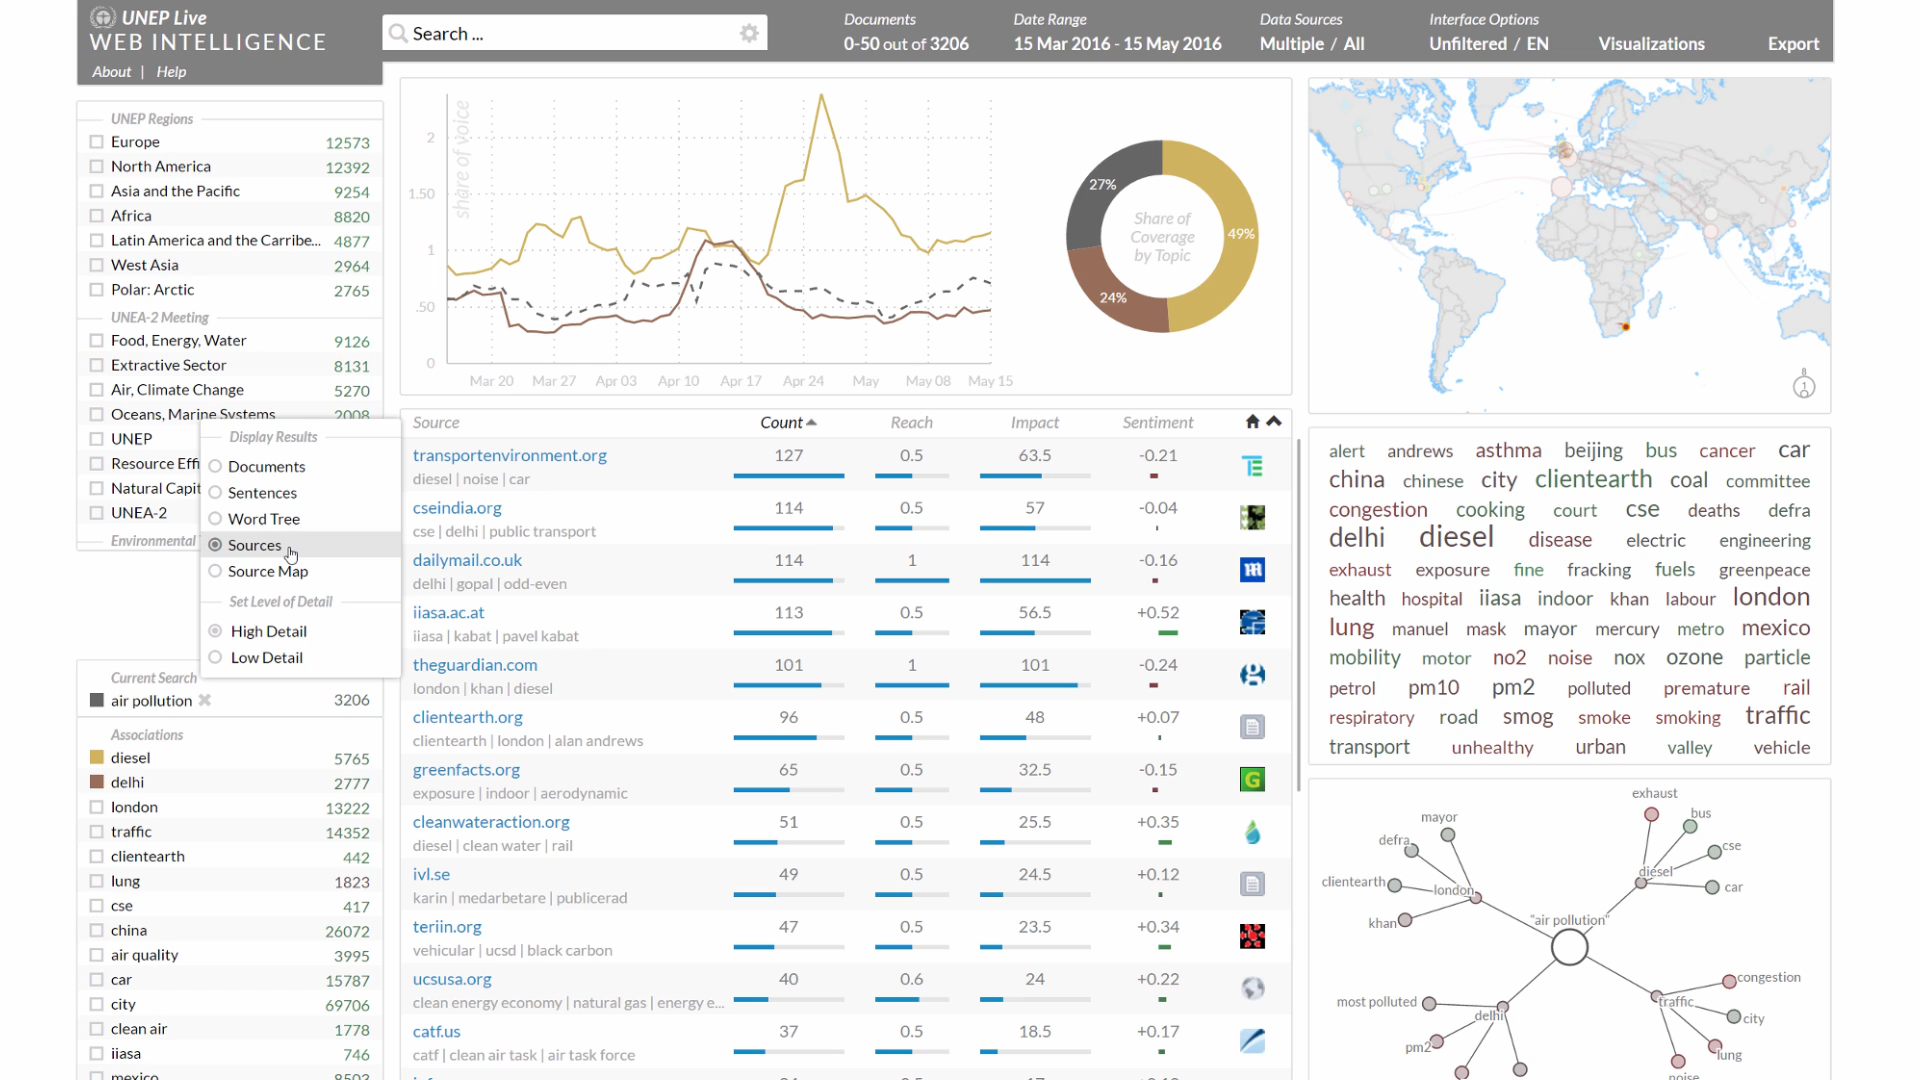 UNEP Live
WEB INTELLIGENCE
About | Help
Search ...
Documents
0-50 out of 3206
Date Range
15 Mar 2016 - 15 May 2016
Data Sources
Multiple / All
Interface Options
Unfiltered / EN
Visualizations
Export
UNEP Regions
Europe 12573
North America 12392
Asia and the Pacific 9254
Africa 8820
Latin America and the Carribe... 4877
West Asia 2964
Polar: Arctic 2765
UNEA-2 Meeting
Food, Energy, Water 9126
Extractive Sector 8131
Air, Climate Change 5270
Oceans, Marine Systems 2008
UNEP
Resource Effi
Natural Capit
UNEA-2
Environmental
Display Results
Documents
Sentences
Word Tree
Sources
Source Map
Set Level of Detail
High Detail
Low Detail
Current Search
air pollution 3206
Associations
diesel 5765
delhi 2777
london 13222
traffic 14352
clientearth 442
lung 1823
cse 417
china 26072
air quality 3995
car 15787
city 69706
clean air 1778
iiasa 746
mexico 8503
share of voice
2
1.50
1
.50
0
Mar 20 Mar 27 Apr 03 Apr 10 Apr 17 Apr 24 May May 08 May 15
27%
49%
24%
Share of
Coverage
by Topic
Source Count Reach Impact Sentiment
transportenvironment.org 127 0.5 63.5 -0.21
diesel | noise | car
cseindia.org 114 0.5 57 -0.04
cse | delhi | public transport
dailymail.co.uk 114 1 114 -0.16
delhi | gopal | odd-even
iiasa.ac.at 113 0.5 56.5 +0.52
iiasa | kabat | pavel kabat
theguardian.com 101 1 101 -0.24
london | khan | diesel
clientearth.org 96 0.5 48 +0.07
clientearth | london | alan andrews
greenfacts.org 65 0.5 32.5 -0.15
exposure | indoor | aerodynamic
G
cleanwateraction.org 51 0.5 25.5 +0.35
diesel | clean water | rail
ivl.se 49 0.5 24.5 +0.12
karin | medarbetare | publicerad
teriin.org 47 0.5 23.5 +0.34
vehicular | ucsd | black carbon
ucsusa.org 40 0.6 24 +0.22
clean energy economy | natural gas | energy e...
catf.us 37 0.5 18.5 +0.17
catf | clean air task | air task force
8
1
alert andrews asthma beijing bus cancer car
china chinese city clientearth coal committee
congestion cooking court cse deaths defra
delhi diesel disease electric engineering
exhaust exposure fine fracking fuels greenpeace
health hospital iiasa indoor khan labour london
lung manuel mask mayor mercury metro mexico
mobility motor no2 noise nox ozone particle
petrol pm10 pm2 polluted premature rail
respiratory road smog smoke smoking traffic
transport unhealthy urban valley vehicle
exhaust
bus
mayor
defra
cse
diesel
clientearth
london
car
khan
"air pollution"
congestion
most polluted
traffic
delhi
city
pm2
lung
noise